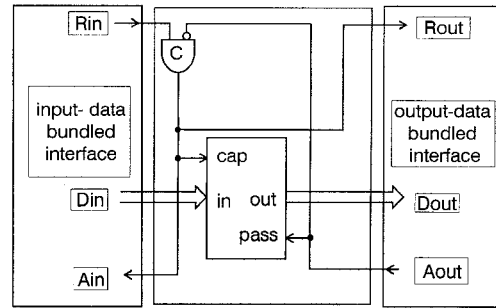 Rin
C
Rout
input- data
bundled
interface
output-data
bundled
interface
cap
Din
in
out
Dout
pass
Ain
Aout